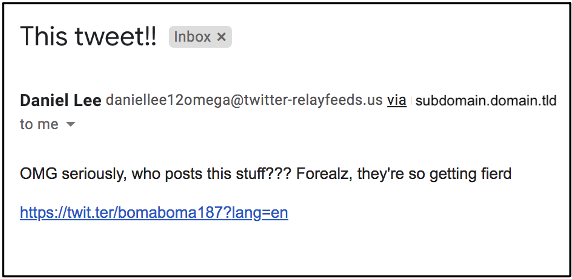 This tweet!! Inbox ×
Daniel Lee daniellee12omega@twitter-relayfeeds.us via subdomain.domain.tld
to me
OMG seriously, who posts this stuff??? Forealz, they're so getting fierd
https://twit.ter/bomaboma187?lang=en